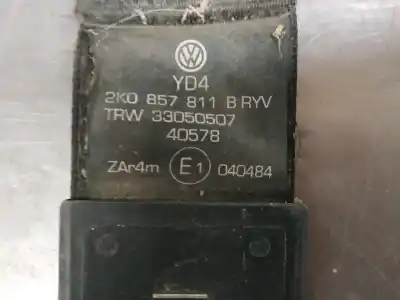 YD4
2K0 857 811 B RYV
TRW 33050507
40578
ZAr4m E1 040484